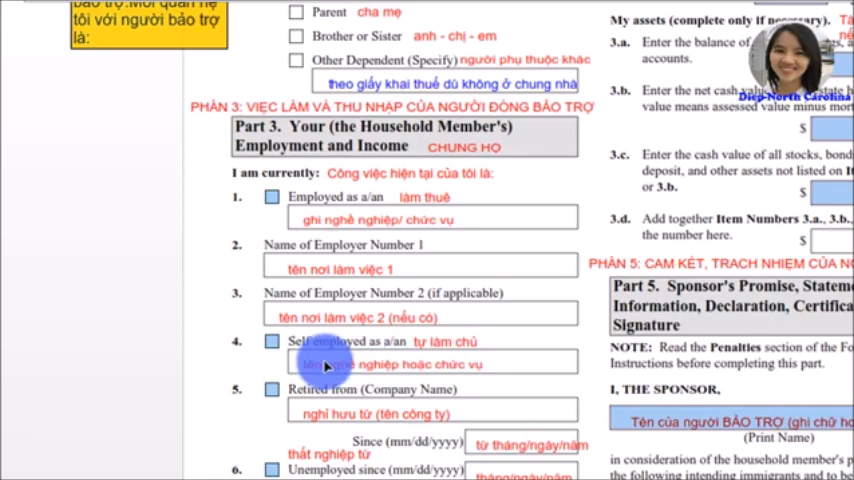 bảo trợ.Mối quan hệ
tôi với người bảo trợ
là:
Parent cha mẹ
Brother or Sister anh - chị - em
Other Dependent (Specify) người phụ thuộc khác
theo giấy khai thuế dù không ở chung nhà
PHẦN 3: VIỆC LÀM VÀ THU NHẬP CỦA NGƯỜI ĐỒNG BẢO TRỢ
Part 3. Your (the Household Member's)
Employment and Income CHUNG HỘ
I am currently: Công việc hiện tại của tôi là:
1. Employed as a/an làm thuê
ghi nghề nghiệp/ chức vụ
2. Name of Employer Number 1
tên nơi làm việc 1
3. Name of Employer Number 2 (if applicable)
tên nơi làm việc 2 (nếu có)
4. Self employed as a/an tự làm chủ
tên nghề nghiệp hoặc chức vụ
5. Retired from (Company Name)
nghỉ hưu từ (tên công ty)
Since (mm/dd/yyyy) từ tháng/ngày/năm
thất nghiệp từ
6. Unemployed since (mm/dd/yyyy) tháng/ngày/năm
My assets (complete only if necessary).
3.a. Enter the balance of
accounts.
Diep-North Carolina
3.b. Enter the net cash
value means assessed value minus
$
3.c. Enter the cash value of all stocks,
deposit, and other assets not listed on
or 3.b.
$
3.d. Add together Item Numbers 3.a., 3.b.,
the number here.
$
PHẦN 5: CAM KẾT, TRÁCH NHIỆM CỦA
Part 5. Sponsor's Promise,
Information, Declaration,
Signature
NOTE: Read the Penalties section of the
Instructions before completing this part.
I, THE SPONSOR,
Tên của người BẢO TRỢ (ghi chữ
(Print Name)
in consideration of the household member's
the following intending immigrants and to